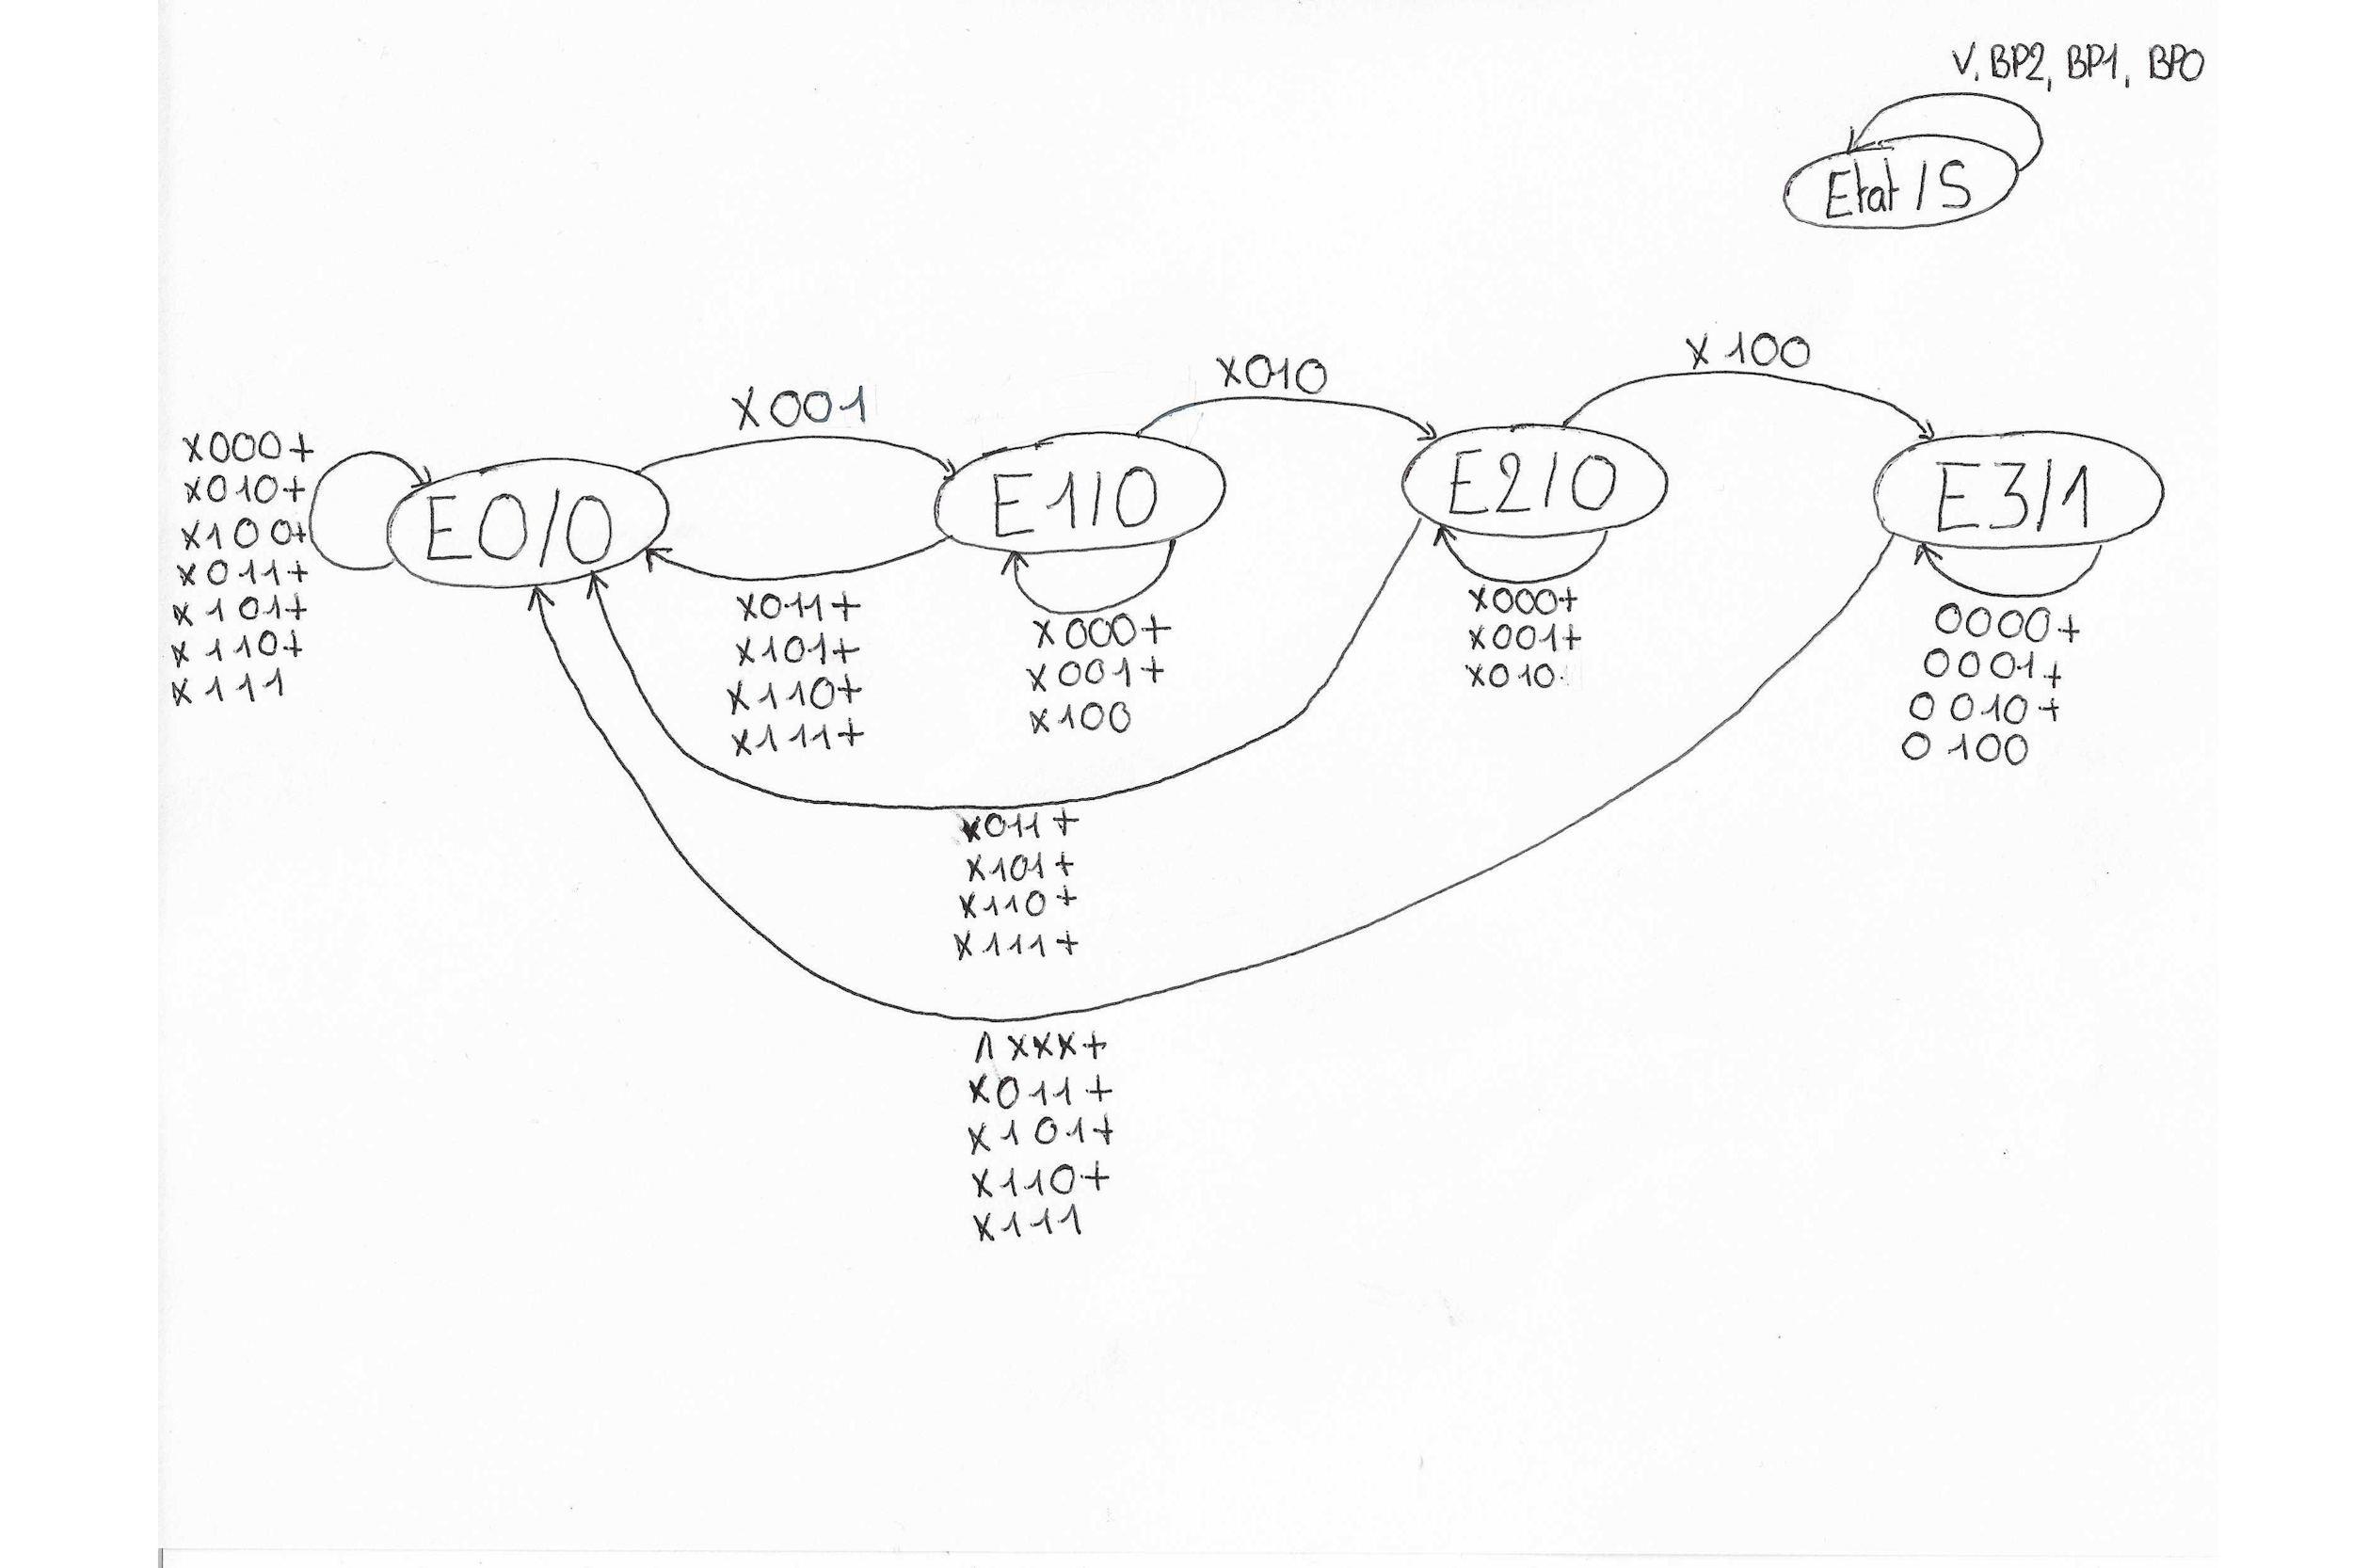 V, BP2, BP1, BP0
Etat / S
x 100
x010
x001
x000+
x010+
x100+
x011+
x101+
x110+
x111
E0/0
E1/0
E2/0
E3/1
x011+
x101+
x110+
x111+
x000+
x001+
x100
x000+
x001+
x010
0000+
0001+
0010+
0100
x011+
x101+
x110+
x111+
1xxx+
x011+
x101+
x110+
x111